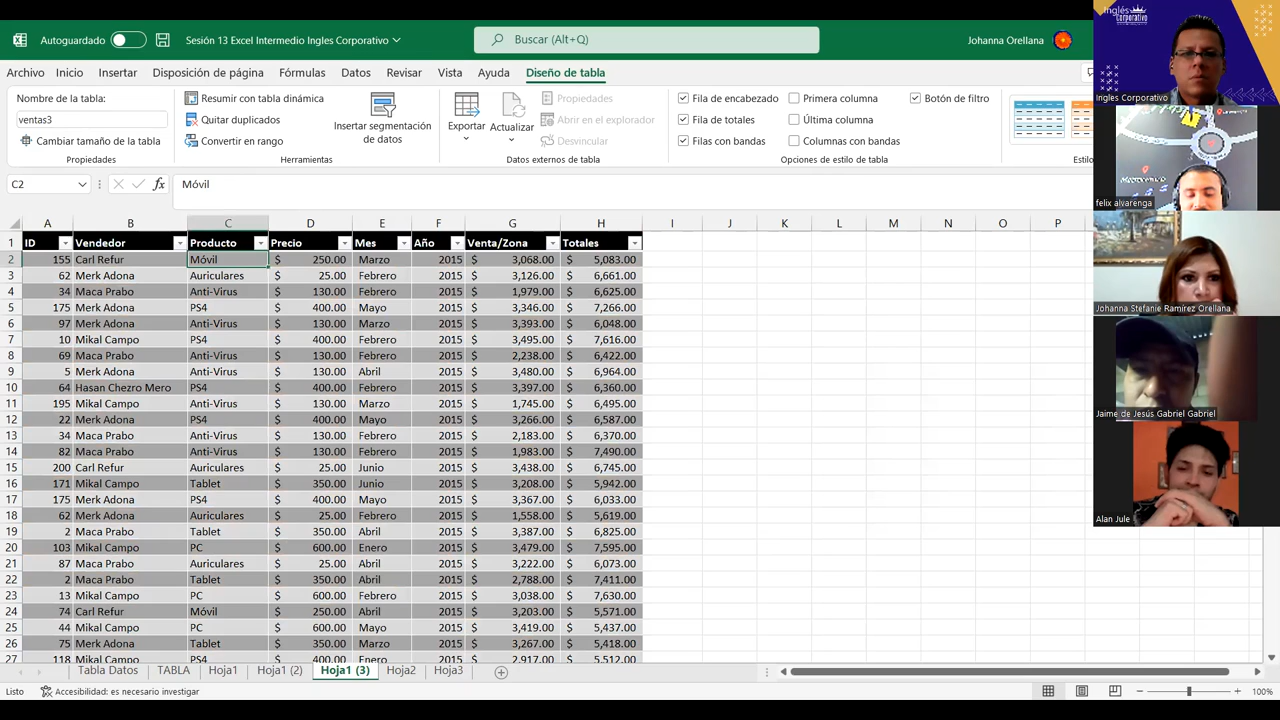 Autoguardado Sesión 13 Excel Intermedio Ingles Corporativo Buscar (Alt+Q) Johanna Orellana
Archivo Inicio Insertar Disposición de página Fórmulas Datos Revisar Vista Ayuda Diseño de tabla
Nombre de la tabla:
ventas3
Cambiar tamaño de la tabla
Propiedades
Resumir con tabla dinámica
Quitar duplicados
Convertir en rango
Insertar segmentación
de datos
Herramientas
Exportar Actualizar
Propiedades
Abrir en el explorador
Desvincular
Datos externos de tabla
Fila de encabezado Primera columna Botón de filtro
Fila de totales Última columna
Filas con bandas Columnas con bandas
Opciones de estilo de tabla
Estilo
C2 fx Móvil
A B C D E F G H I J K L M N O P
1 ID Vendedor Producto Precio Mes Año Venta/Zona Totales
2 155 Carl Refur Móvil $ 250.00 Marzo 2015 $ 3,068.00 $ 5,083.00
3 62 Merk Adona Auriculares $ 25.00 Febrero 2015 $ 3,126.00 $ 6,661.00
4 34 Maca Prabo Anti-Virus $ 130.00 Febrero 2015 $ 1,979.00 $ 6,625.00
5 175 Merk Adona PS4 $ 400.00 Mayo 2015 $ 3,346.00 $ 7,266.00
6 97 Merk Adona Anti-Virus $ 130.00 Marzo 2015 $ 3,393.00 $ 6,048.00
7 10 Mikal Campo PS4 $ 400.00 Febrero 2015 $ 3,495.00 $ 7,616.00
8 69 Maca Prabo Anti-Virus $ 130.00 Febrero 2015 $ 2,238.00 $ 6,422.00
9 5 Merk Adona Anti-Virus $ 130.00 Abril 2015 $ 3,480.00 $ 6,964.00
10 64 Hasan Chezro Mero PS4 $ 400.00 Febrero 2015 $ 3,397.00 $ 6,360.00
11 195 Mikal Campo Anti-Virus $ 130.00 Marzo 2015 $ 1,745.00 $ 6,495.00
12 22 Merk Adona PS4 $ 400.00 Mayo 2015 $ 3,266.00 $ 6,587.00
13 34 Maca Prabo Anti-Virus $ 130.00 Febrero 2015 $ 2,183.00 $ 6,370.00
14 82 Maca Prabo Anti-Virus $ 130.00 Febrero 2015 $ 1,983.00 $ 7,490.00
15 200 Carl Refur Auriculares $ 25.00 Junio 2015 $ 3,438.00 $ 6,745.00
16 171 Mikal Campo Tablet $ 350.00 Junio 2015 $ 3,208.00 $ 5,942.00
17 175 Merk Adona PS4 $ 400.00 Mayo 2015 $ 3,367.00 $ 6,033.00
18 62 Merk Adona Auriculares $ 25.00 Febrero 2015 $ 1,558.00 $ 5,619.00
19 2 Maca Prabo Tablet $ 350.00 Abril 2015 $ 3,387.00 $ 6,825.00
20 103 Mikal Campo PC $ 600.00 Enero 2015 $ 3,479.00 $ 7,595.00
21 87 Maca Prabo Auriculares $ 25.00 Abril 2015 $ 3,222.00 $ 6,073.00
22 2 Maca Prabo Tablet $ 350.00 Abril 2015 $ 2,788.00 $ 7,411.00
23 13 Mikal Campo PC $ 600.00 Febrero 2015 $ 3,038.00 $ 7,630.00
24 74 Carl Refur Móvil $ 250.00 Abril 2015 $ 3,203.00 $ 5,571.00
25 44 Mikal Campo PC $ 600.00 Mayo 2015 $ 3,419.00 $ 5,437.00
26 75 Merk Adona Tablet $ 350.00 Marzo 2015 $ 3,267.00 $ 5,418.00
27 118 Mikal Campo PS4 $ 400.00 Enero 2015 $ 2,917.00 $ 5,512.00
Tabla Datos TABLA Hoja1 Hoja1 (2) Hoja1 (3) Hoja2 Hoja3
Listo Accesibilidad: es necesario investigar 100%
Inglés
Corporativo
Ingles Corporativo
felix alvarenga
Johanna Stefanie Ramírez Orellana
Jaime de Jesús Gabriel Gabriel
Alan Jule